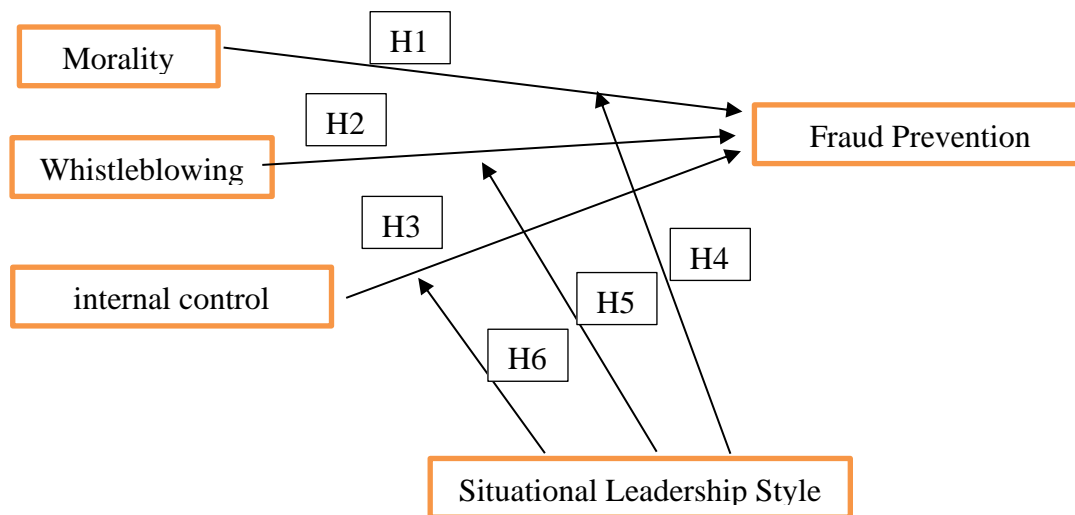 Morality
H1
H2
Fraud Prevention
Whistleblowing
H3
H4
internal control
H5
H6
Situational Leadership Style